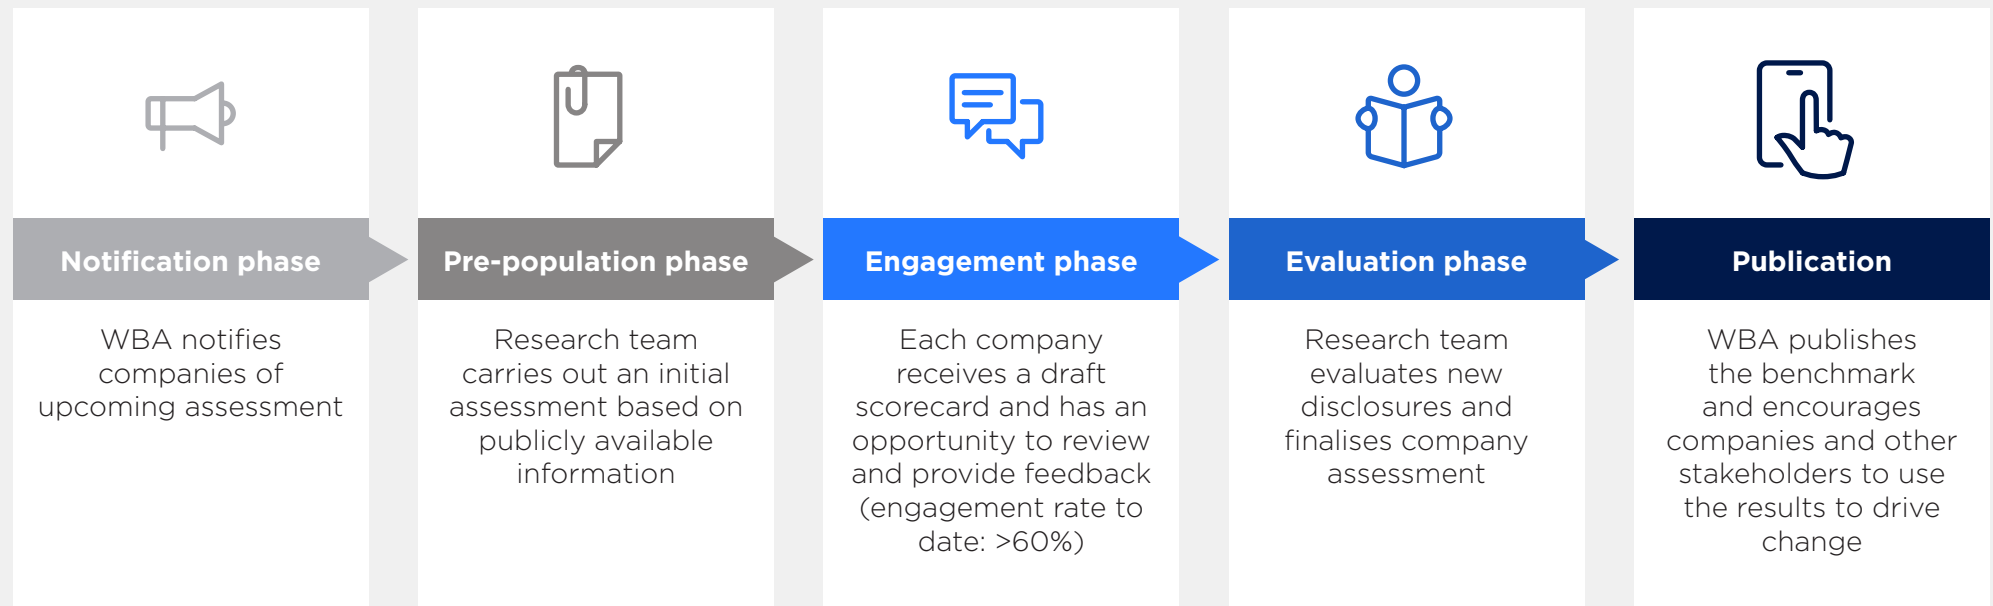 Notification phase
WBA notifies
companies of
upcoming assessment
Pre-population phase
Research team
carries out an initial
assessment based on
publicly available
information
Engagement phase
Each company
receives a draft
scorecard and has an
opportunity to review
and provide feedback
(engagement rate to
date: >60%)
Evaluation phase
Research team
evaluates new
disclosures and
finalises company
assessment
Publication
WBA publishes
the benchmark
and encourages
companies and other
stakeholders to use
the results to drive
change